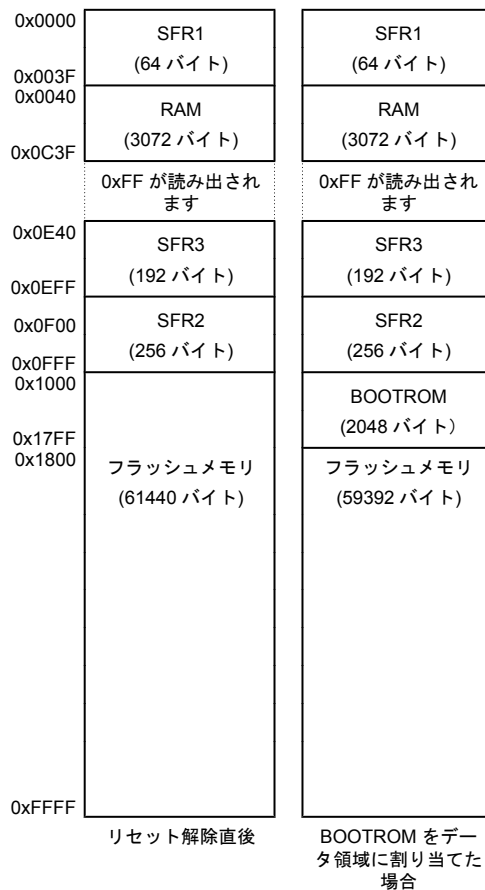 0x0000
SFR1
(64 バイト)
SFR1
(64 バイト)
0x003F
0x0040
RAM
(3072 バイト)
RAM
(3072 バイト)
0x0C3F
0xFF が読み出され
ます
0xFF が読み出され
ます
0x0E40
SFR3
(192 バイト)
SFR3
(192 バイト)
0x0EFF
0x0F00
SFR2
(256 バイト)
SFR2
(256 バイト)
0x0FFF
0x1000
BOOTROM
(2048 バイト)
0x17FF
0x1800
フラッシュメモリ
(61440 バイト)
フラッシュメモリ
(59392 バイト)
0xFFFF
リセット解除直後
BOOTROM をデー
タ領域に割り当てた
場合